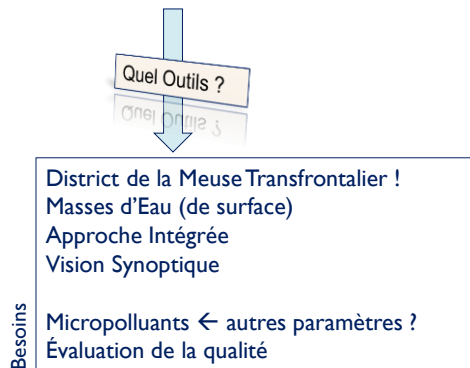 Quel Outils ?
District de la Meuse Transfrontalier !
Masses d’Eau (de surface)
Approche Intégrée
Vision Synoptique
Micropolluants ← autres paramètres ?
Évaluation de la qualité
Besoins